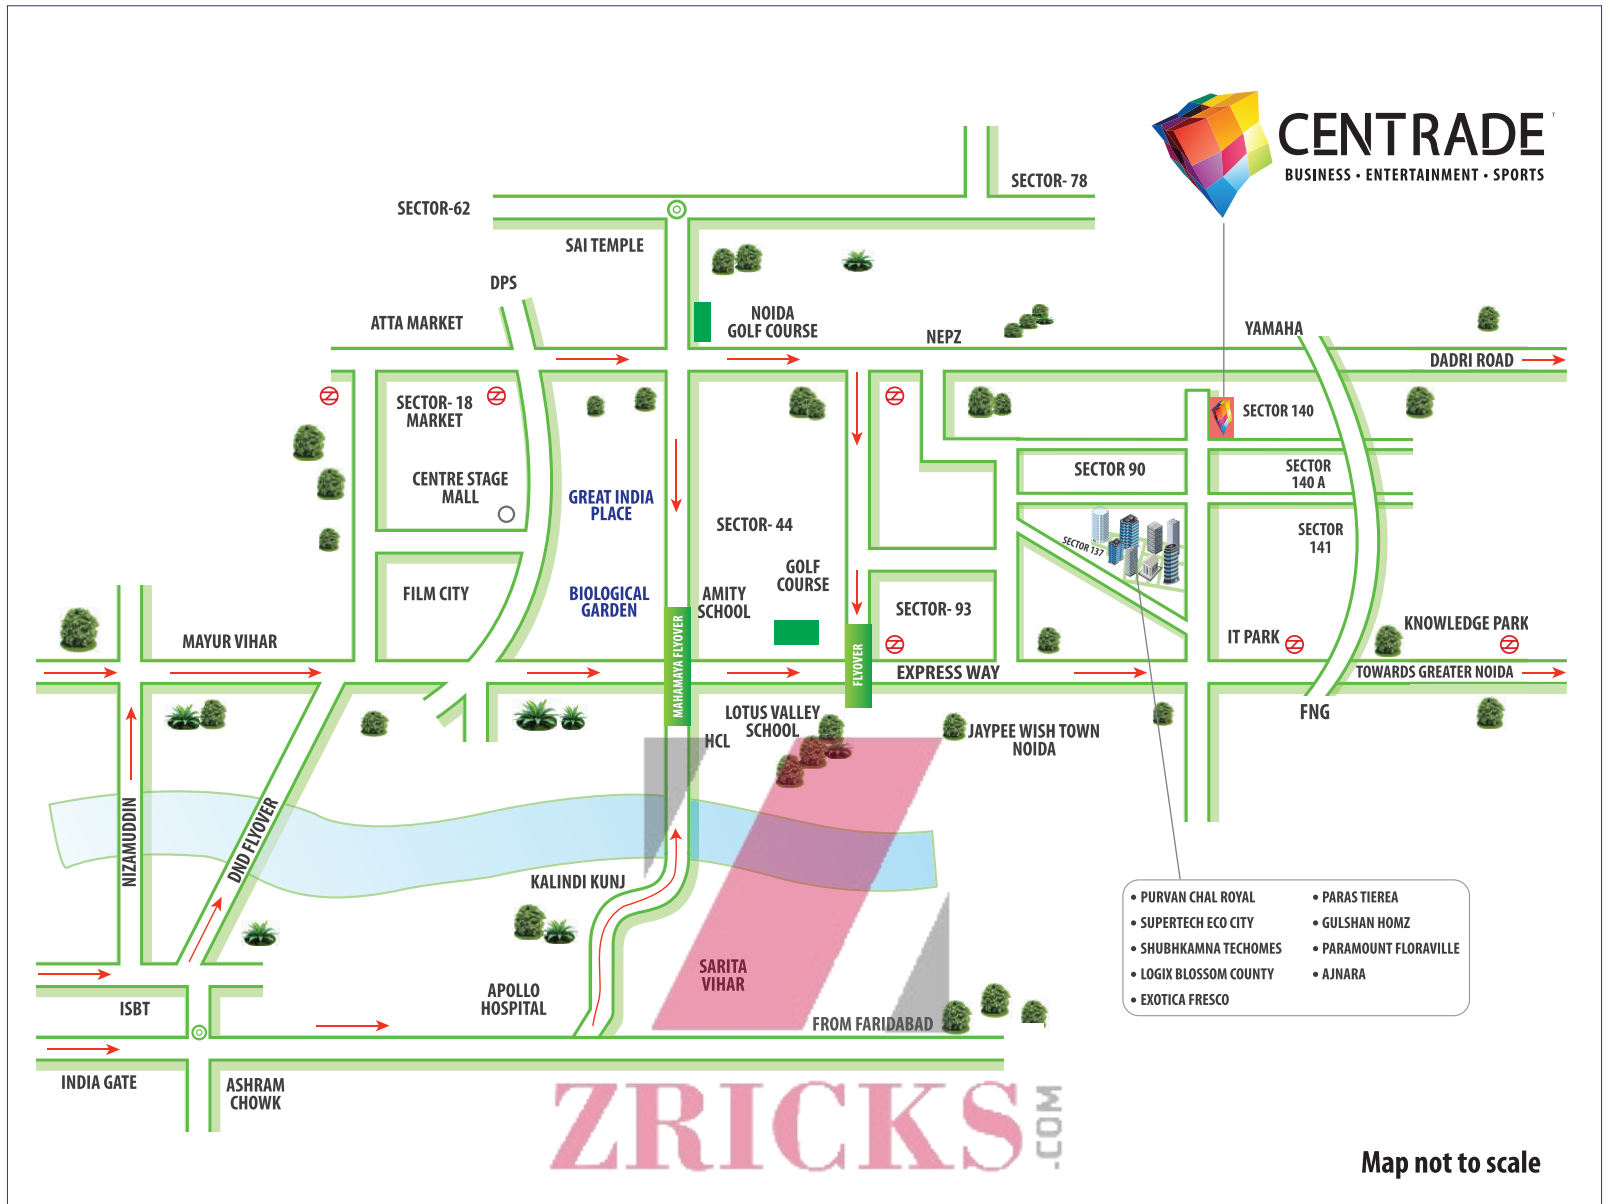 CENTRADE
BUSINESS • ENTERTAINMENT • SPORTS
SECTOR- 78
SECTOR-62
SAI TEMPLE
DPS
ATTA MARKET
NOIDA
GOLF COURSE
NEPZ
YAMAHA
DADRI ROAD
SECTOR- 18
MARKET
SECTOR 140
CENTRE STAGE
MALL
SECTOR 90
SECTOR
140 A
GREAT INDIA
PLACE
SECTOR- 44
SECTOR
141
SECTOR 137
GOLF
COURSE
FILM CITY
BIOLOGICAL
GARDEN
AMITY
SCHOOL
SECTOR- 93
MAYUR VIHAR
MAHAMAYA FLYOVER
FLYOVER
IT PARK
KNOWLEDGE PARK
EXPRESS WAY
TOWARDS GREATER NOIDA
FNG
LOTUS VALLEY
SCHOOL
HCL
JAYPEE WISH TOWN
NOIDA
NIZAMUDDIN
DND FLYOVER
KALINDI KUNJ
• PURVAN CHAL ROYAL
• SUPERTECH ECO CITY
• SHUBHKAMNA TECHOMES
• LOGIX BLOSSOM COUNTY
• EXOTICA FRESCO
• PARAS TIEREA
• GULSHAN HOMZ
• PARAMOUNT FLORAVILLE
• AJNARA
SARITA
VIHAR
APOLLO
HOSPITAL
ISBT
FROM FARIDABAD
INDIA GATE
ASHRAM
CHOWK
ZRICKS
.COM
Map not to scale